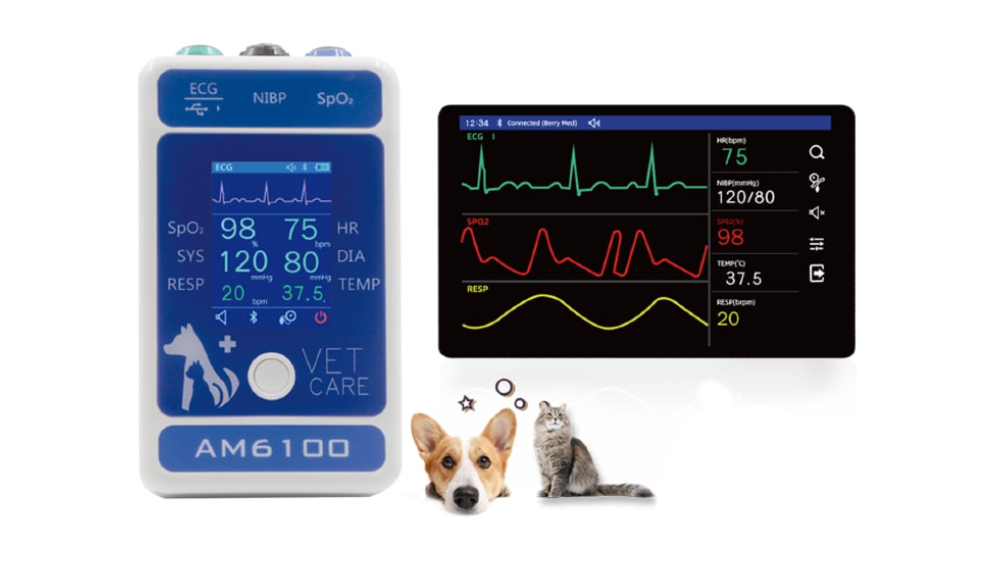 ECG
NIBP
SpO₂
ECG
SpO₂ 98 % 75 bpm HR
SYS 120 mmHg 80 mmHg DIA
RESP 20 bpm 37.5 TEMP
VET
CARE
AM6100
12:34 Connected (Berry Med)
ECG I
SPO2
RESP
HR(bpm)
75
NIBP(mmHg)
120/80
SPO2(%)
98
TEMP(°C)
37.5
RESP(brpm)
20